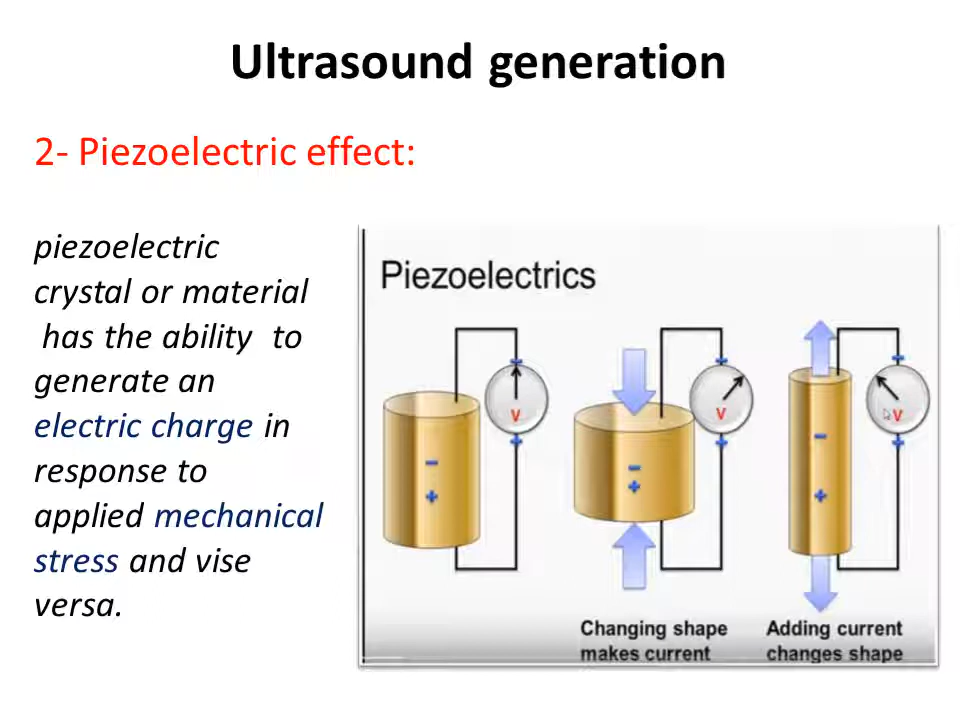 Ultrasound generation
2- Piezoelectric effect:
piezoelectric
crystal or material
has the ability to
generate an
electric charge in
response to
applied mechanical
stress and vise
versa.
Piezoelectrics
- V +
- +
- V +
- +
- V +
- +
Changing shape
makes current
Adding current
changes shape